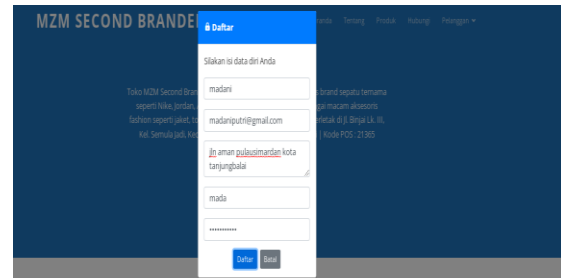 MZM SECOND BRANDE
Daftar
Tentang Produk Hubungi Pelanggan
Silakan isi data diri Anda
madani
madaniputri@gmail.com
jln aman pulausimardan kota
tanjungbalai
mada
•••••••••••
Daftar Batal
Toko MZM Second Bran s brand sepatu ternama
seperti Nike, Jordan, gai macam aksesoris
fashion seperti jaket, to erletak di Jl. Binjai Lk. III,
Kel. Semula Jadi, Kec | Kode POS : 21365